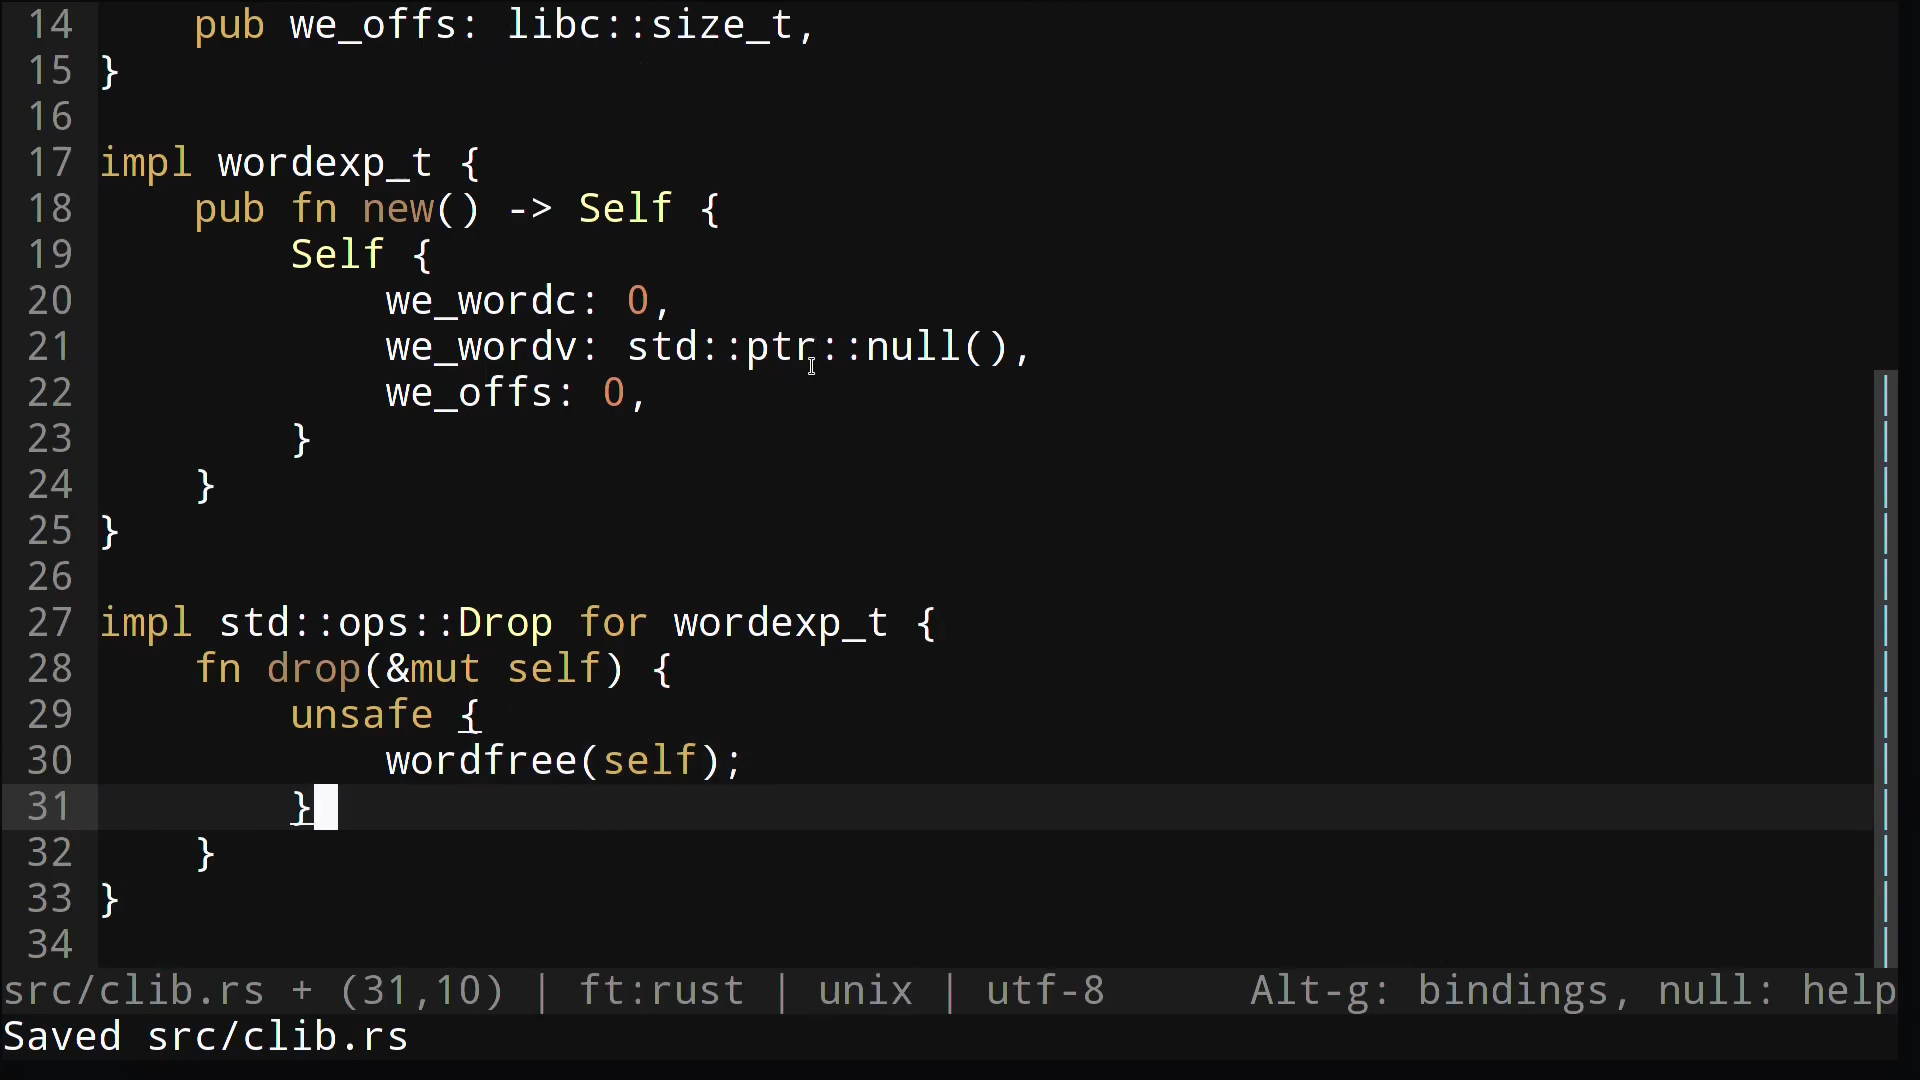 14     pub we_offs: libc::size_t,
15 }
16
17 impl wordexp_t {
18     pub fn new() -> Self {
19         Self {
20             we_wordc: 0,
21             we_wordv: std::ptr::null(),
22             we_offs: 0,
23         }
24     }
25 }
26
27 impl std::ops::Drop for wordexp_t {
28     fn drop(&mut self) {
29         unsafe {
30             wordfree(self);
31         }
32     }
33 }
34
src/clib.rs + (31,10) | ft:rust | unix | utf-8      Alt-g: bindings, null: help
Saved src/clib.rs